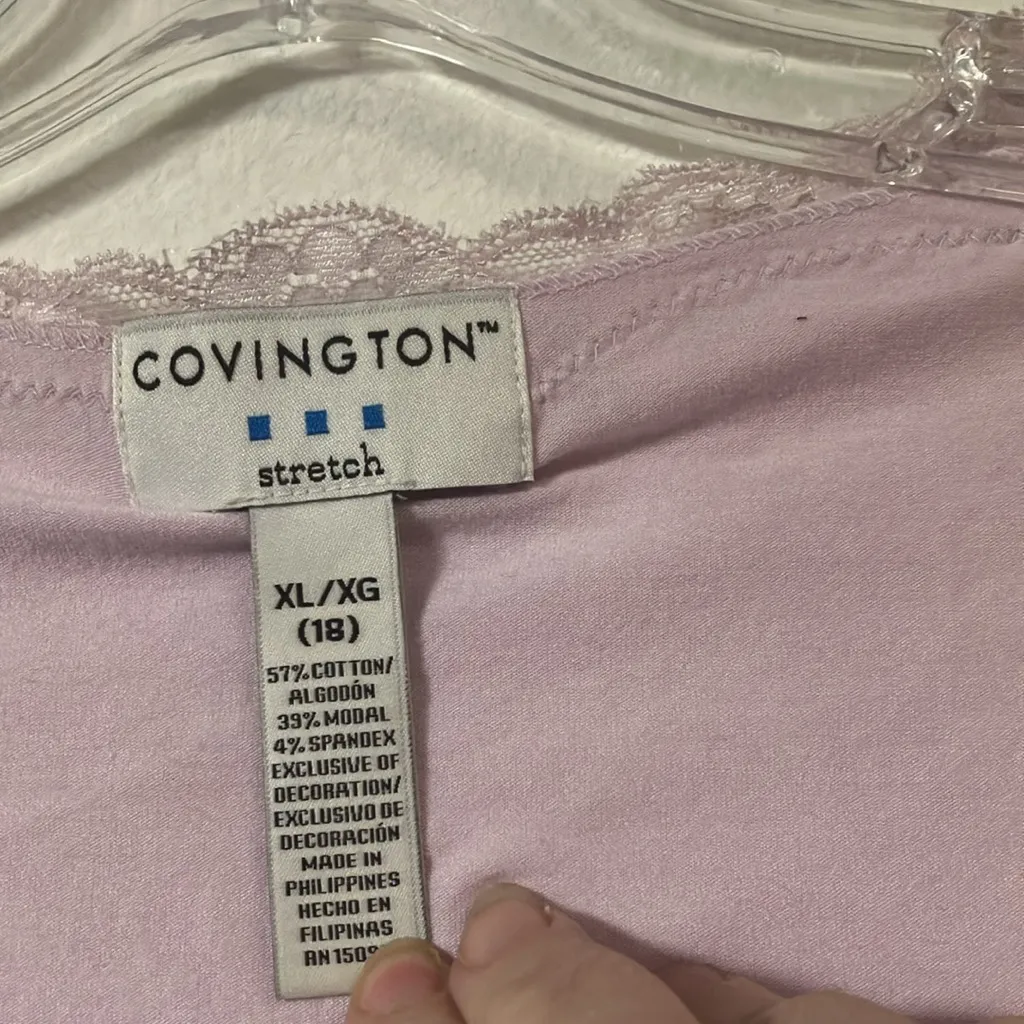 COVINGTON™
stretch
XL/XG
(18)
57% COTTON/
ALGODÓN
39% MODAL
4% SPANDEX
EXCLUSIVE OF
DECORATION/
EXCLUSIVO DE
DECORACIÓN
MADE IN
PHILIPPINES
HECHO EN
FILIPINAS
RN